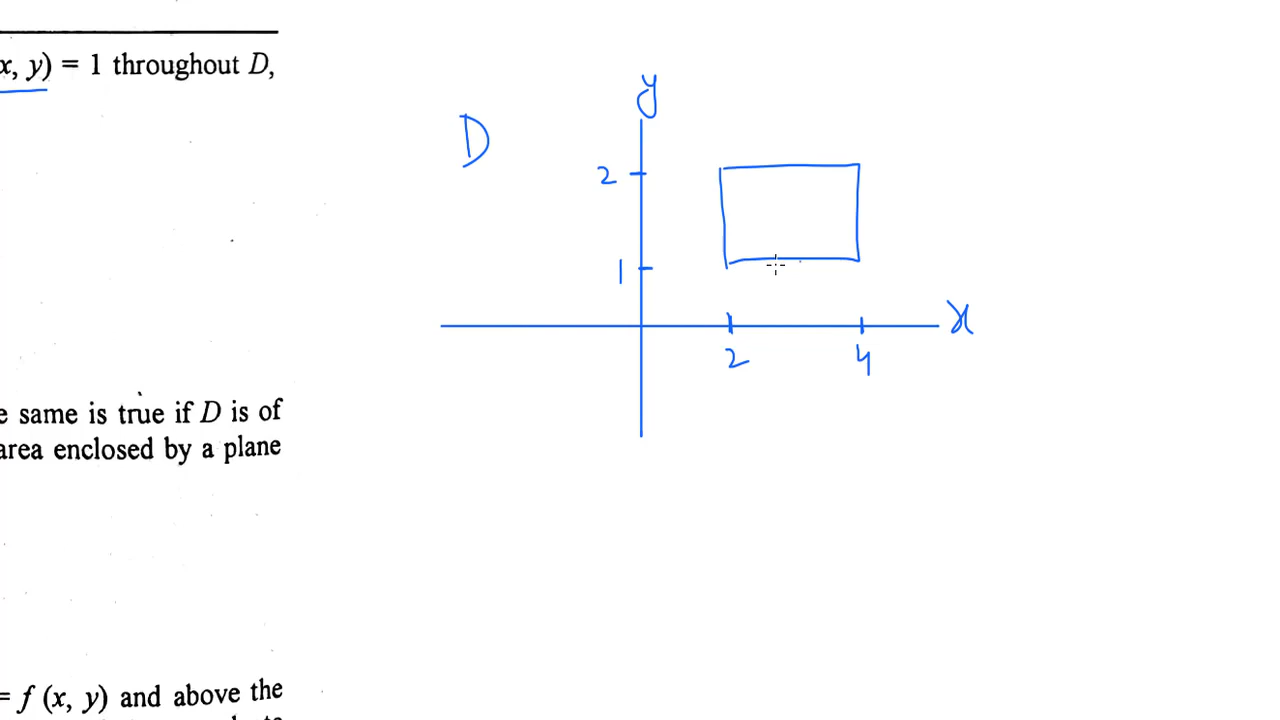 x, y) = 1 throughout D,
y
D
2
1
x
2 4
e same is true if D is of
area enclosed by a plane
= f (x, y) and above the